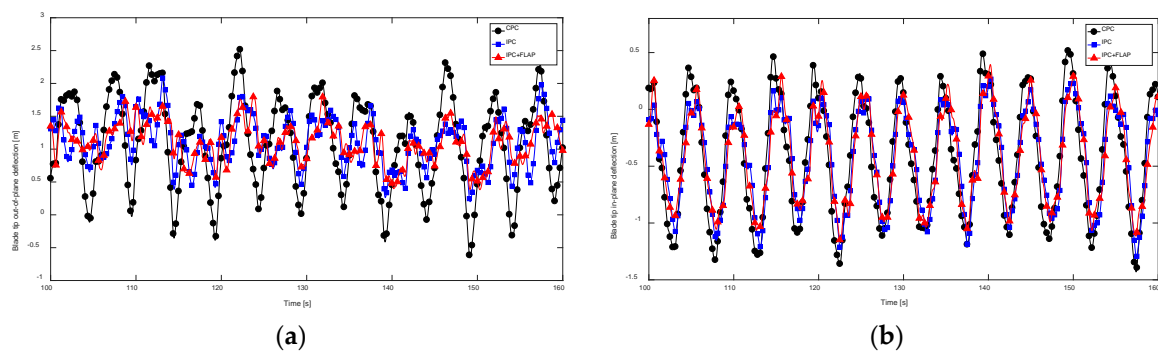 3
2.5
2
1.5
1
0.5
0
-0.5
-1
Blade tip out-of-plane deflection [m]
100 110 120 130 140 150 160
Time [s]
CPC
IPC
IPC+FLAP
(a)
0.5
0
-0.5
-1
-1.5
Blade tip in-plane deflection [m]
100 110 120 130 140 150 160
Time [s]
CPC
IPC
IPC+FLAP
(b)